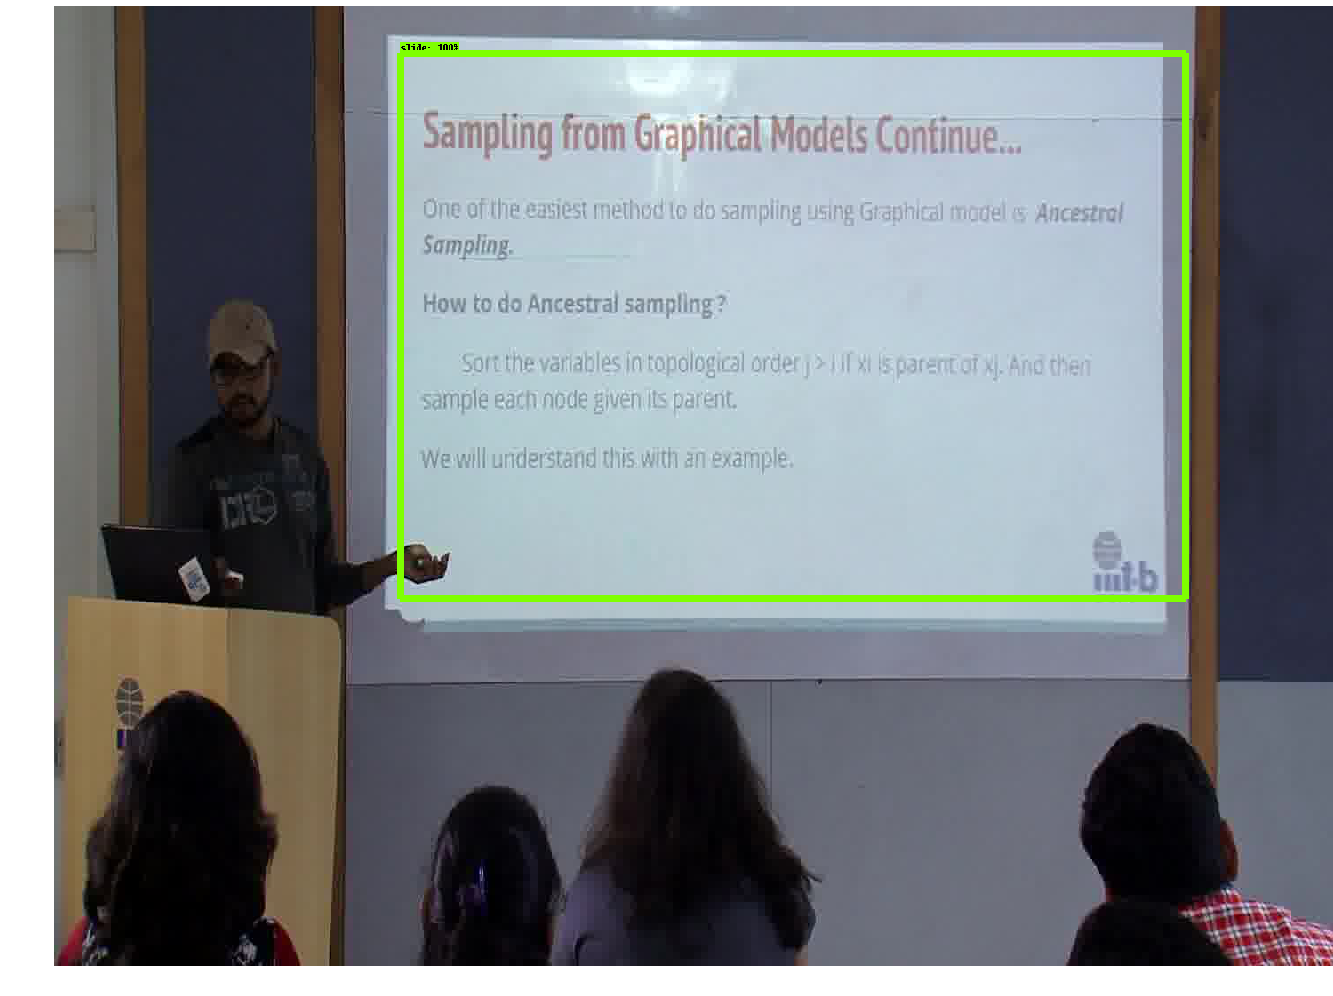 slide: 100%
Sampling from Graphical Models Continue...
One of the easiest method to do sampling using Graphical model is Ancestral
Sampling.
How to do Ancestral sampling ?
Sort the variables in topological order j > i if xi is parent of xj. And then
sample each node given its parent.
We will understand this with an example.
iiit-b